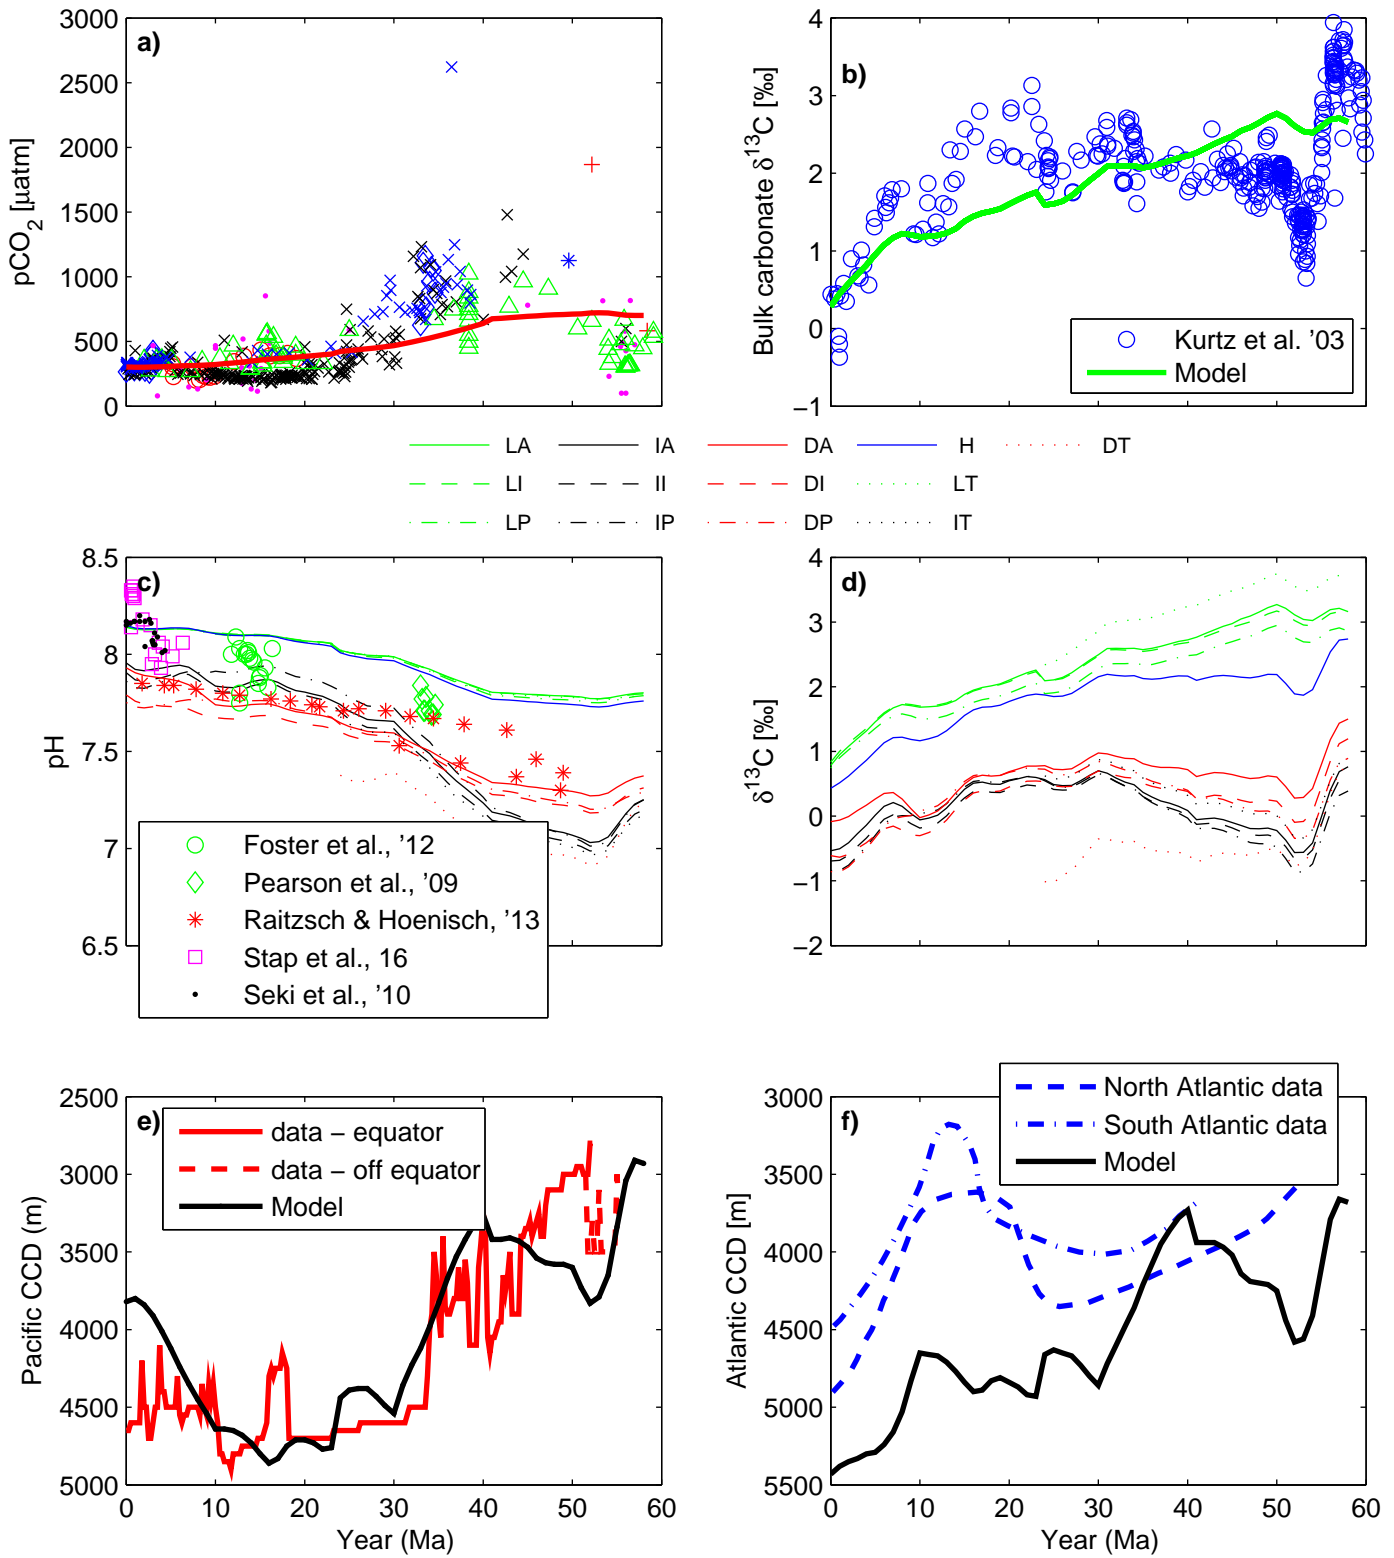 a)
3000
2500
2000
1500
1000
500
0
pCO2 [µatm]
b)
4
3
2
1
0
−1
Bulk carbonate δ13C [‰]
Kurtz et al. '03
Model
LA
IA
DA
H
DT
LI
II
DI
LT
LP
IP
DP
IT
c)
8.5
8
7.5
7
6.5
pH
Foster et al., '12
Pearson et al., '09
Raitzsch & Hoenisch, '13
Stap et al., 16
Seki et al., '10
d)
4
3
2
1
0
−1
−2
δ13C [‰]
e)
2500
3000
3500
4000
4500
5000
Pacific CCD (m)
data − equator
data − off equator
Model
0
10
20
30
40
50
60
Year (Ma)
f)
3000
3500
4000
4500
5000
5500
Atlantic CCD [m]
North Atlantic data
South Atlantic data
Model
0
10
20
30
40
50
60
Year (Ma)